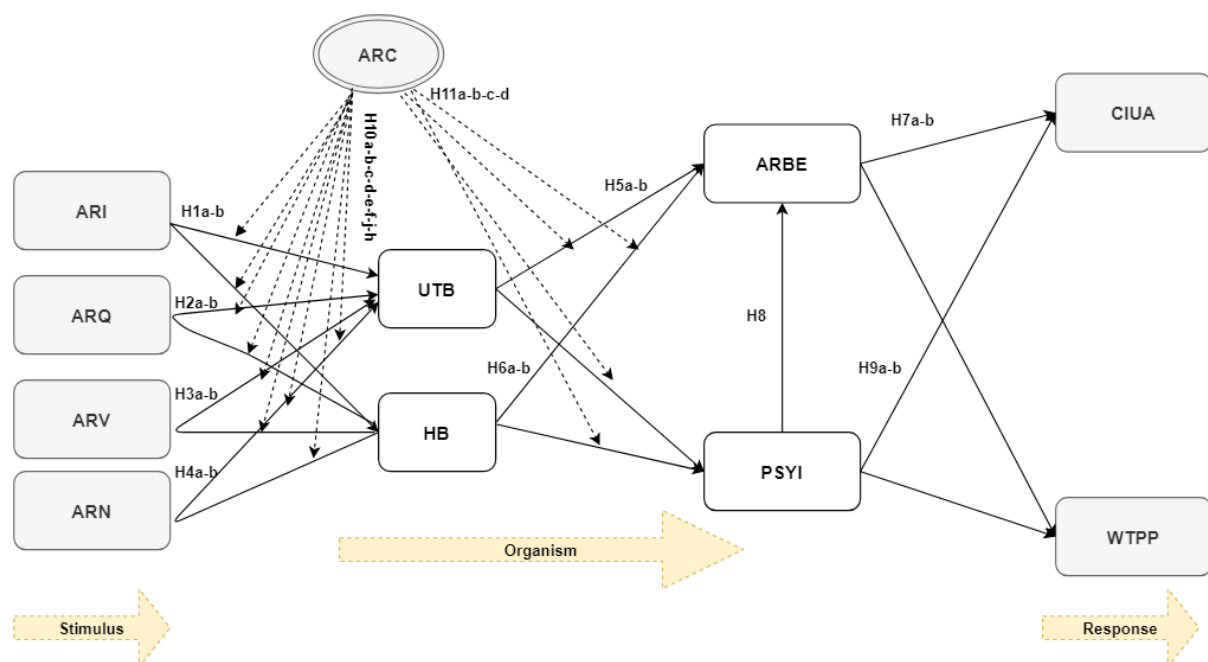 ARC
H11a-b-c-d
H10a-b-c-d-e-f-j-h
CIUA
H7a-b
ARBE
ARI
H1a-b
H5a-b
UTB
H2a-b
ARQ
H8
H6a-b
H9a-b
H3a-b
ARV
HB
H4a-b
PSYI
ARN
WTPP
Organism
Stimulus
Response